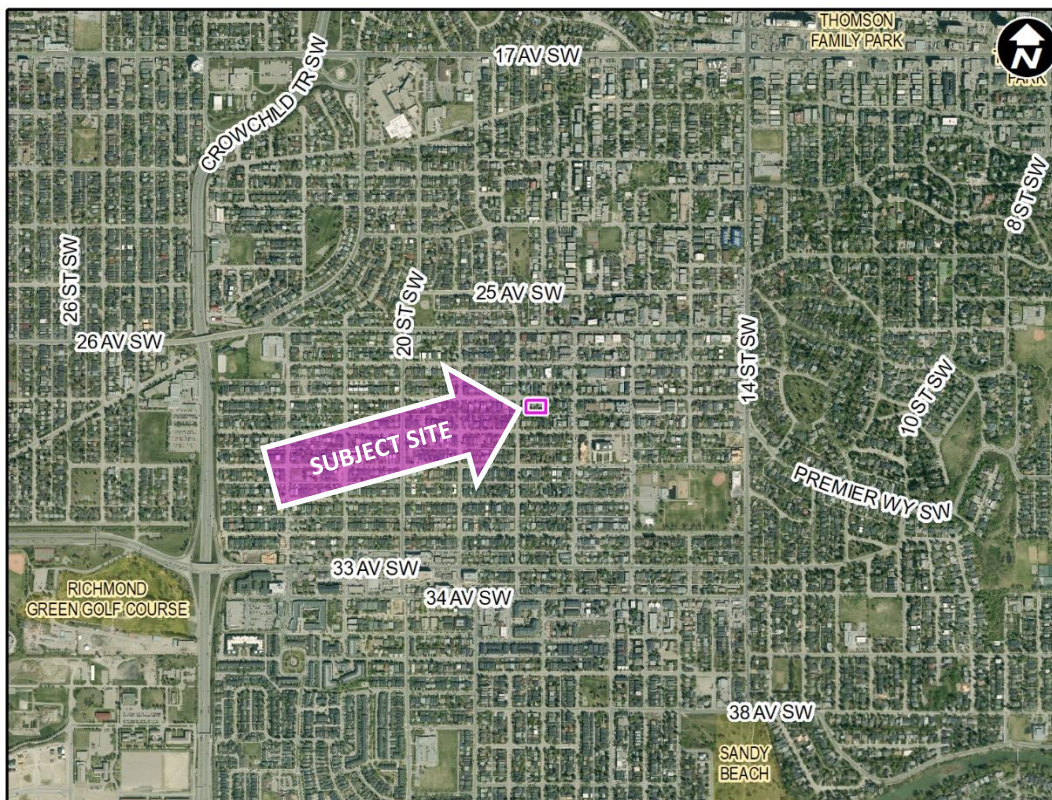 THOMSON
FAMILY PARK
N
PARK
17 AV SW
CROWCHILD TR SW
8 ST SW
26 ST SW
20 ST SW
25 AV SW
26 AV SW
14 ST SW
10 ST SW
SUBJECT SITE
PREMIER WY SW
33 AV SW
RICHMOND
GREEN GOLF COURSE
34 AV SW
38 AV SW
SANDY
BEACH